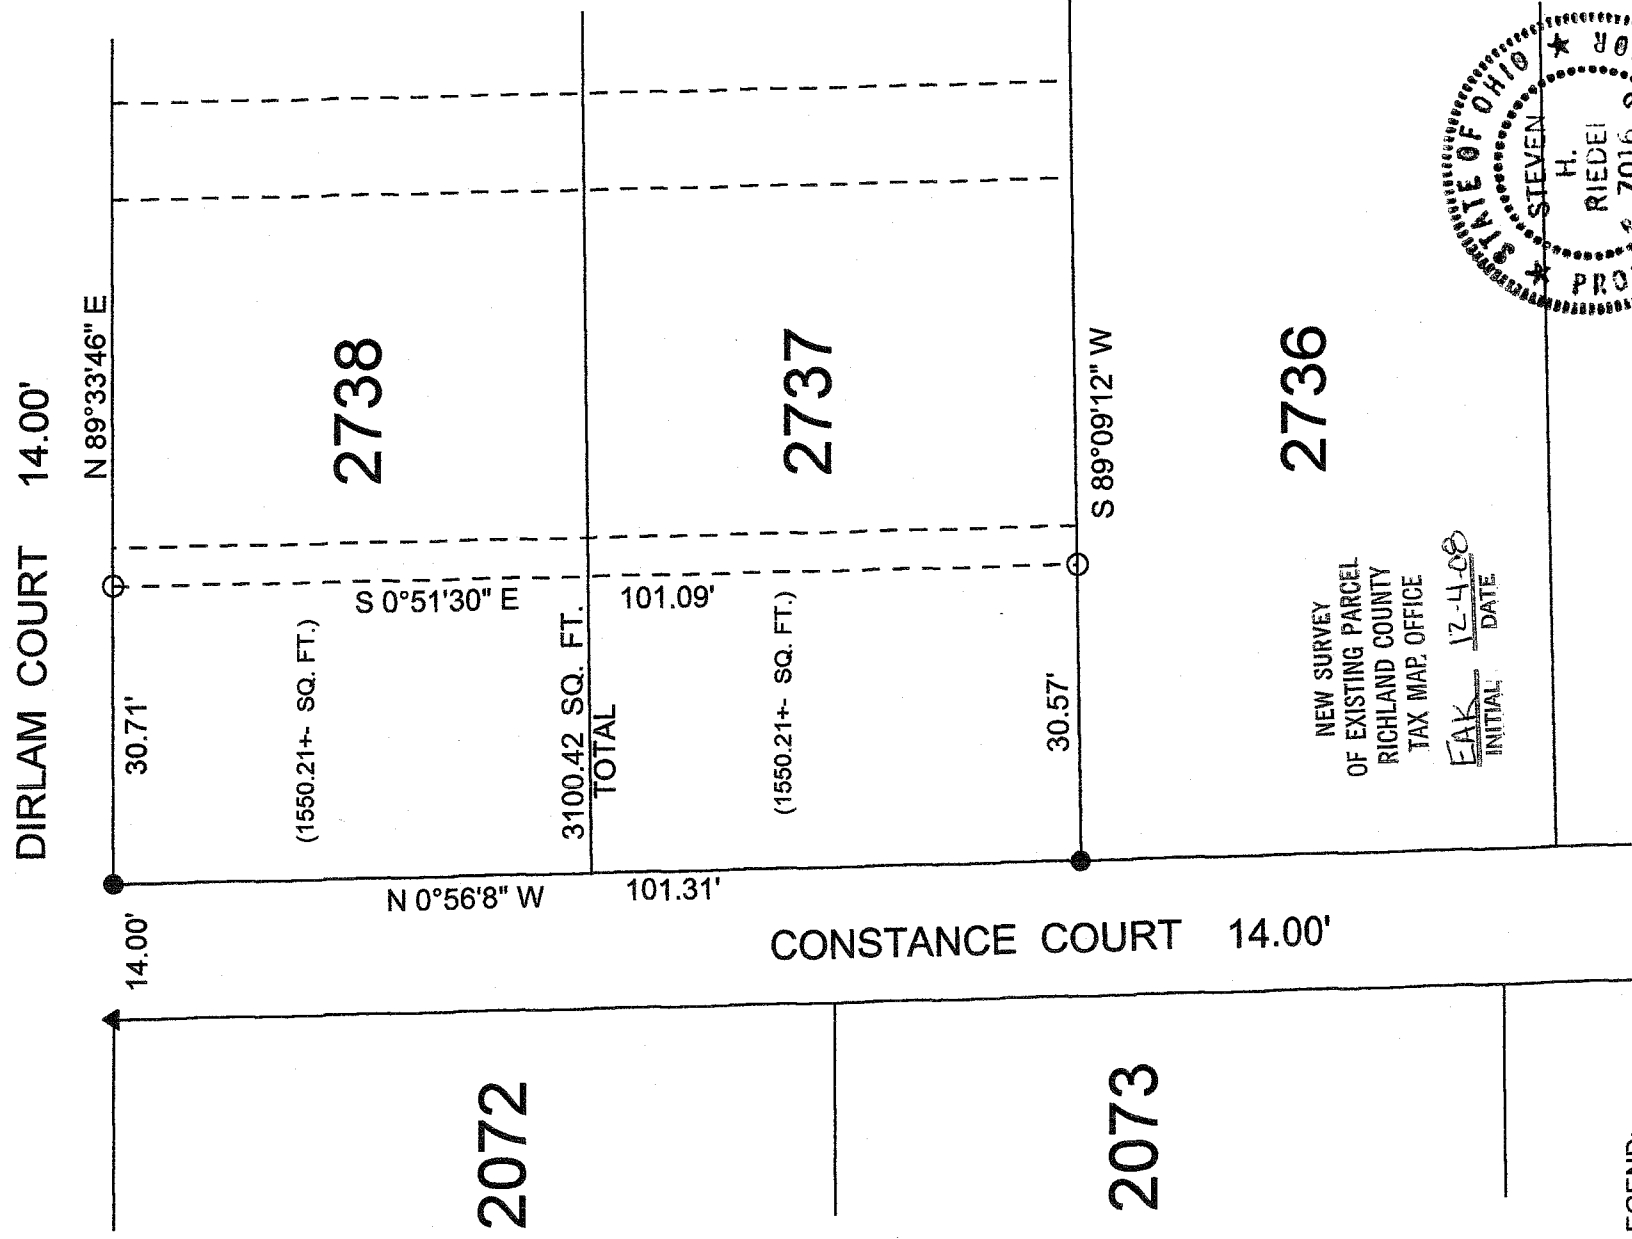 DIRLAM COURT 14.00'
N 89°33'46" E
30.71'
14.00'
2738
(1550.21+- SQ. FT.)
S 0°51'30" E 101.09'
3100.42 SQ. FT.
TOTAL
N 0°56'8" W 101.31'
2737
(1550.21+- SQ. FT.)
S 89°09'12" W
30.57'
CONSTANCE COURT 14.00'
2736
2072
2073
NEW SURVEY
OF EXISTING PARCEL
RICHLAND COUNTY
TAX MAP OFFICE
EAK 12-4-08
INITIAL DATE
STATE OF OHIO
STEVEN
H.
RIEDEL
7016